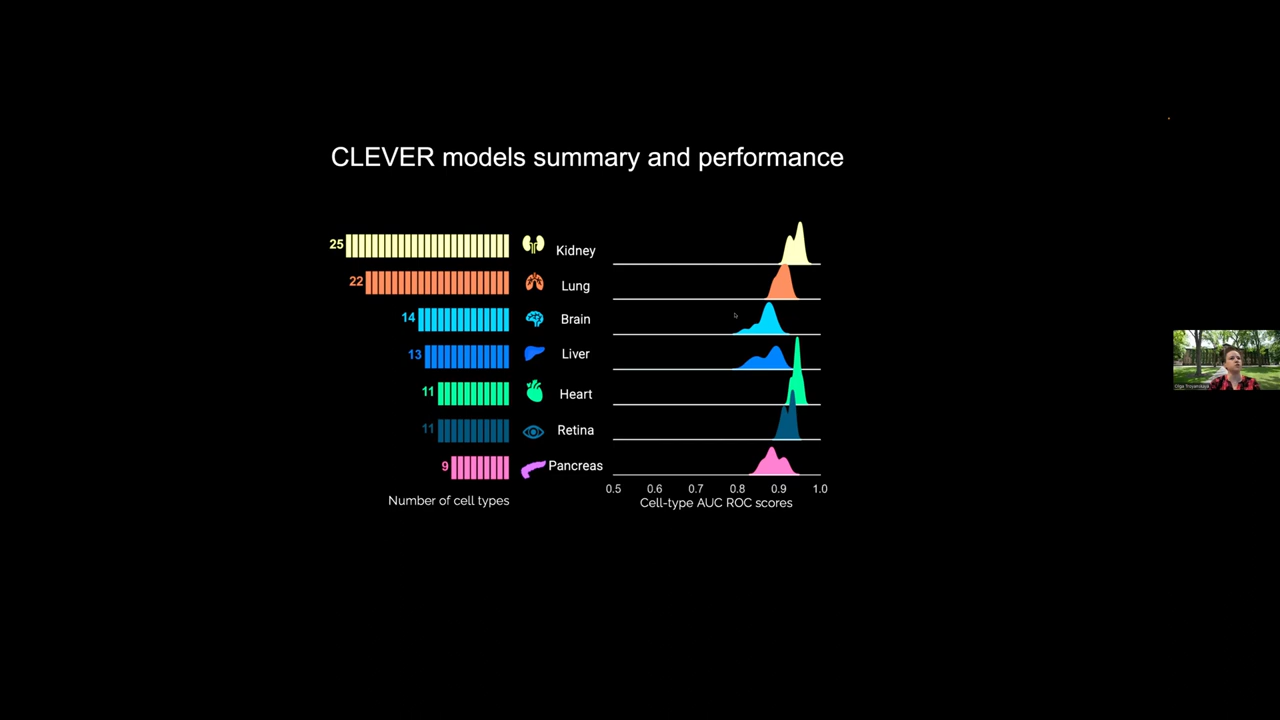 CLEVER models summary and performance
25
Kidney
22
Lung
14
Brain
13
Liver
11
Heart
11
Retina
9
Pancreas
0.5 0.6 0.7 0.8 0.9 1.0
Number of cell types
Cell-type AUC ROC scores
Olga Troyanskaya